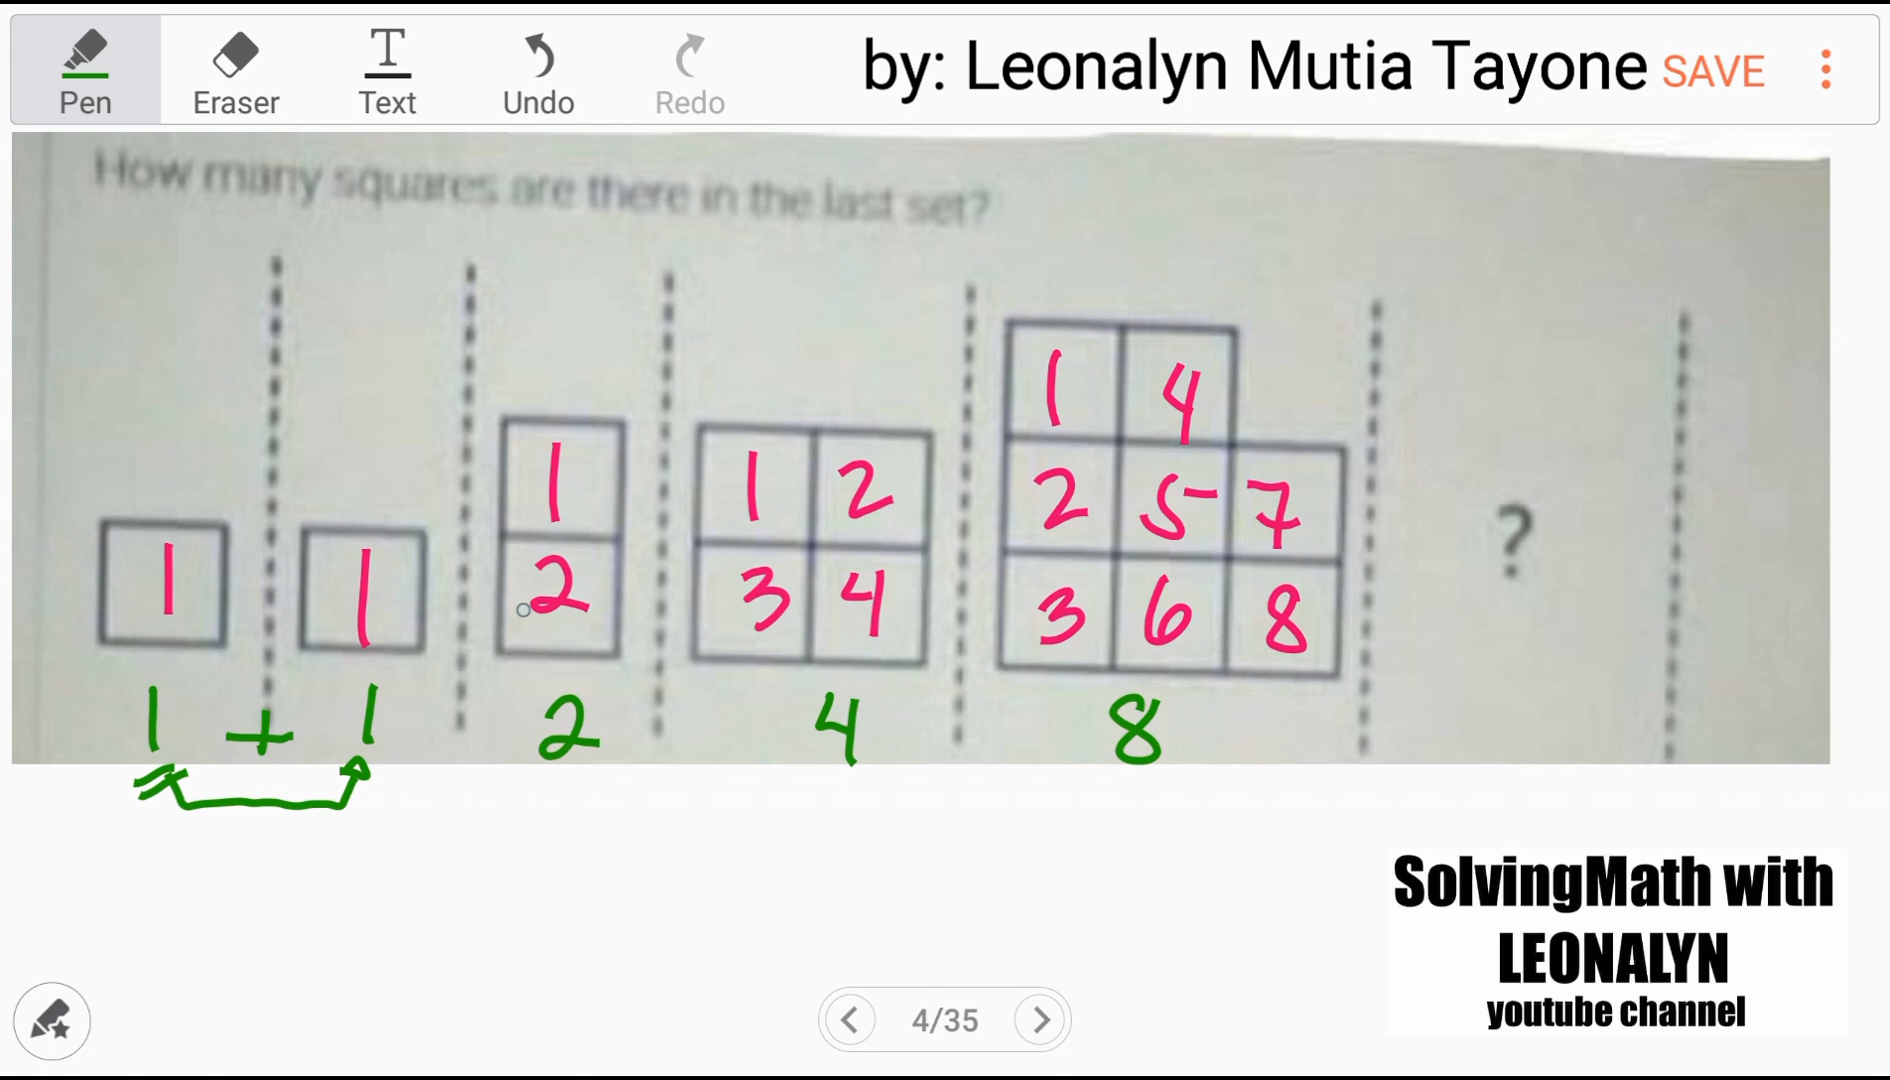 Pen Eraser Text Undo Redo by: Leonalyn Mutia Tayone SAVE
How many squares are there in the last set?
1 4
1 1 2 2 5 7
1 1 2 3 4 3 6 8 ?
1 + 1 2 4 8
SolvingMath with
LEONALYN
youtube channel
4/35